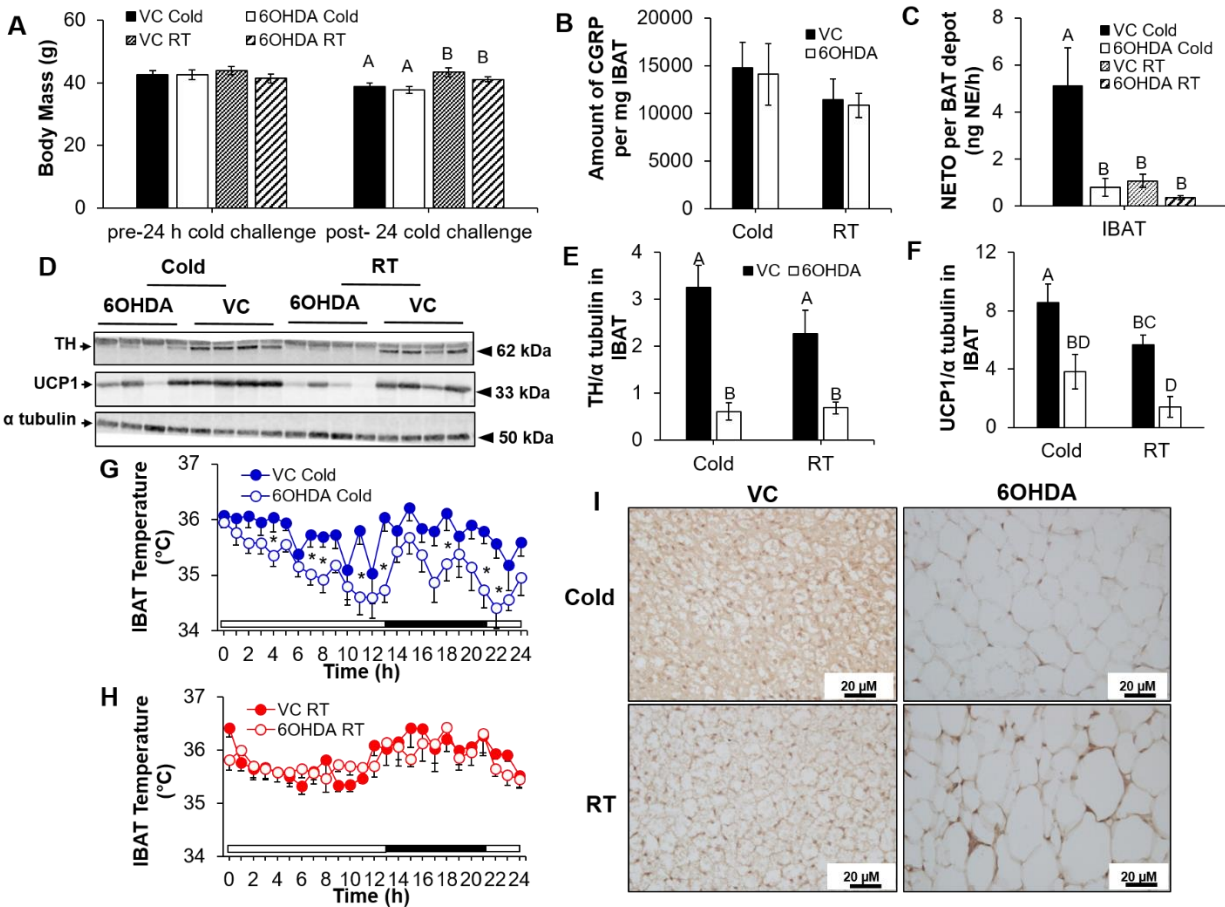 A
Body Mass (g)
60
40
20
0
VC Cold
6OHDA Cold
VC RT
6OHDA RT
A
A
B
B
pre-24 h cold challenge
post- 24 cold challenge
B
Amount of CGRP
per mg IBAT
20000
15000
10000
5000
0
VC
6OHDA
Cold
RT
C
NETO per BAT depot
(ng NE/h)
8
6
4
2
0
VC Cold
6OHDA Cold
VC RT
6OHDA RT
A
B
B
B
IBAT
D
Cold
RT
6OHDA
VC
6OHDA
VC
TH
62 kDa
UCP1
33 kDa
α tubulin
50 kDa
E
TH/α tubulin in
IBAT
4
3
2
1
0
VC
6OHDA
A
B
A
B
Cold
RT
F
UCP1/α tubulin in
IBAT
12
8
4
0
A
BD
BC
D
Cold
RT
G
IBAT Temperature
(°C)
37
36
35
34
VC Cold
6OHDA Cold
* * * * * * * *
0 2 4 6 8 10 12 14 16 18 20 22 24
Time (h)
H
IBAT Temperature
(°C)
37
36
35
34
VC RT
6OHDA RT
0 2 4 6 8 10 12 14 16 18 20 22 24
Time (h)
I
VC
6OHDA
Cold
20 µM
20 µM
RT
20 µM
20 µM